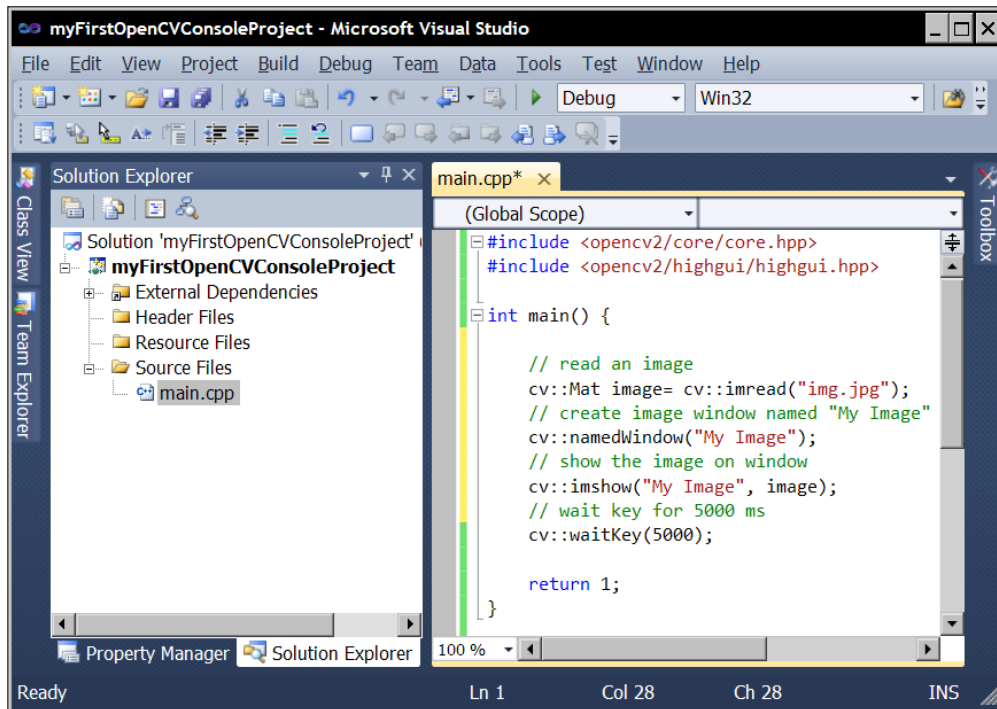 myFirstOpenCVConsoleProject - Microsoft Visual Studio
File Edit View Project Build Debug Team Data Tools Test Window Help
Debug Win32
Class View
Team Explorer
Solution Explorer
Solution 'myFirstOpenCVConsoleProject' (
myFirstOpenCVConsoleProject
External Dependencies
Header Files
Resource Files
Source Files
main.cpp
Property Manager Solution Explorer
main.cpp*
(Global Scope)
#include <opencv2/core/core.hpp>
#include <opencv2/highgui/highgui.hpp>
int main() {
// read an image
cv::Mat image= cv::imread("img.jpg");
// create image window named "My Image"
cv::namedWindow("My Image");
// show the image on window
cv::imshow("My Image", image);
// wait key for 5000 ms
cv::waitKey(5000);
return 1;
}
100 %
Toolbox
Ready Ln 1 Col 28 Ch 28 INS